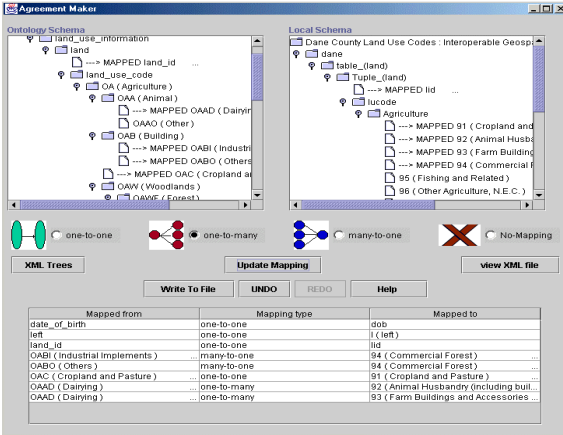 Agreement Maker
Ontology Schema
land_use_information
land
---> MAPPED land_id ...
land_use_code
OA ( Agriculture )
OAA ( Animal )
---> MAPPED OAAD ( Dairyin
OAAO ( Other )
OAB ( Building )
---> MAPPED OABI ( Industri
---> MAPPED OABO ( Others
---> MAPPED OAC ( Cropland ar
OAW ( Woodlands )
OAWF ( Forest )
Local Schema
Dane County Land Use Codes : Interoperable Geosp
dane
table_(land)
Tuple_(land)
---> MAPPED lid ...
lucode
Agriculture
---> MAPPED 91 ( Cropland and
---> MAPPED 92 ( Animal Husba
---> MAPPED 93 ( Farm Building
---> MAPPED 94 ( Commercial F
95 ( Fishing and Related )
96 ( Other Agriculture, N.E.C. )
one-to-one one-to-many many-to-one No-Mapping
XML Trees Update Mapping view XML file
Write To File UNDO REDO Help
Mapped from Mapping type Mapped to
date_of_birth one-to-one dob
left one-to-one l ( left )
land_id one-to-one lid
OABI ( Industrial Implements ) ... many-to-one 94 ( Commercial Forest ) ...
OABO ( Others ) ... many-to-one 94 ( Commercial Forest ) ...
OAC ( Cropland and Pasture ) ... one-to-one 91 ( Cropland and Pasture ) ...
OAAD ( Dairying ) ... one-to-many 92 ( Animal Husbandry (including buil...
OAAD ( Dairying ) ... one-to-many 93 ( Farm Buildings and Accessories ...